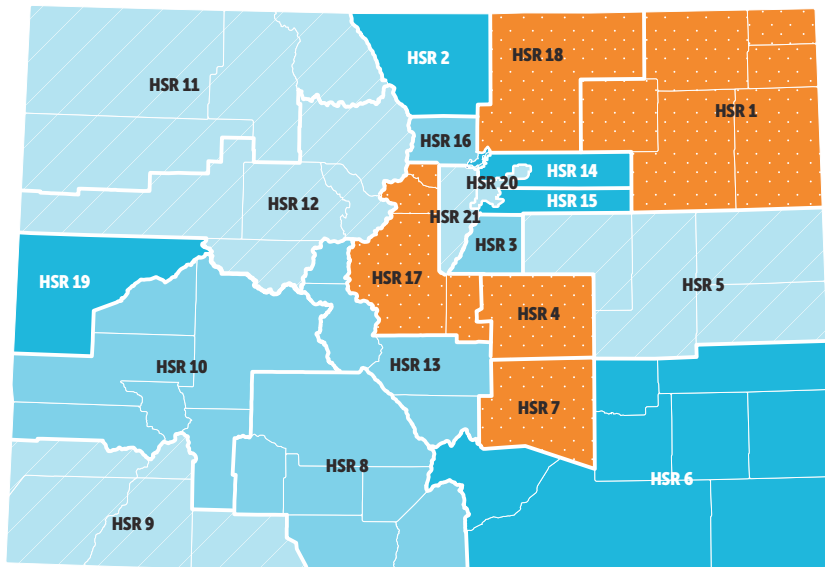 HSR 2
HSR 18
HSR 11
HSR 1
HSR 16
HSR 14
HSR 20
HSR 15
HSR 12
HSR 21
HSR 3
HSR 19
HSR 17
HSR 5
HSR 4
HSR 10
HSR 13
HSR 7
HSR 8
HSR 6
HSR 9